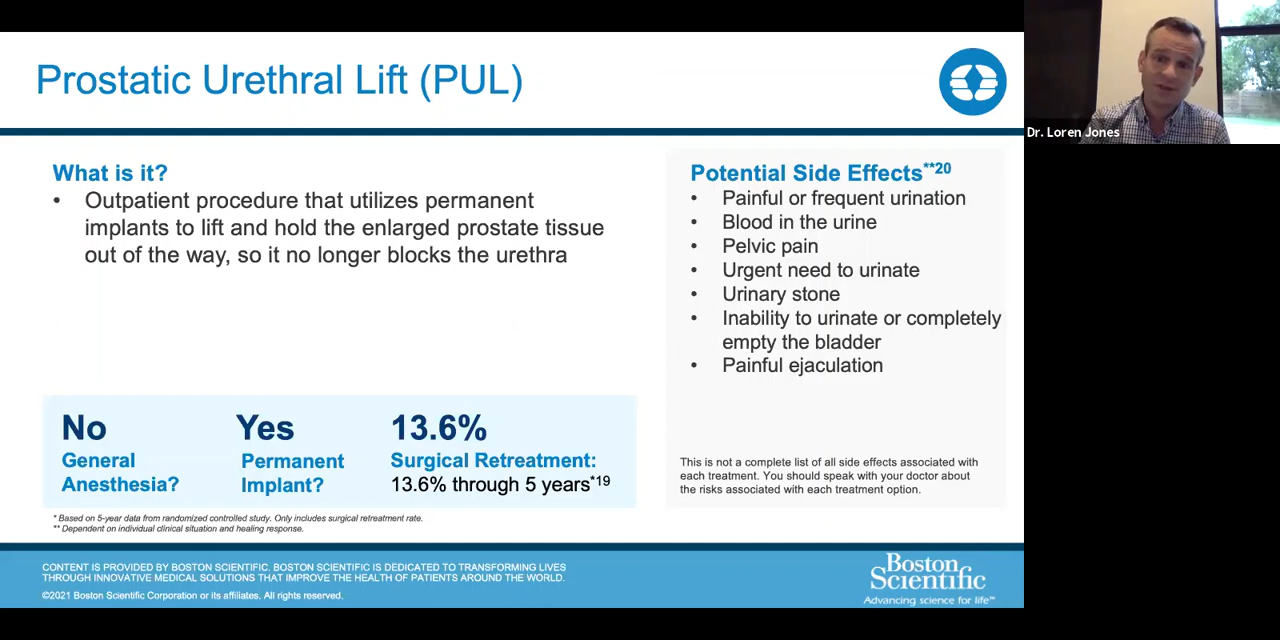 Prostatic Urethral Lift (PUL)
Dr. Loren Jones
What is it?
• Outpatient procedure that utilizes permanent
implants to lift and hold the enlarged prostate tissue
out of the way, so it no longer blocks the urethra
No
General
Anesthesia?
Yes
Permanent
Implant?
13.6%
Surgical Retreatment:
13.6% through 5 years*19
Potential Side Effects**20
• Painful or frequent urination
• Blood in the urine
• Pelvic pain
• Urgent need to urinate
• Urinary stone
• Inability to urinate or completely
empty the bladder
• Painful ejaculation
This is not a complete list of all side effects associated with
each treatment. You should speak with your doctor about
the risks associated with each treatment option.
* Based on 5-year data from randomized controlled study. Only includes surgical retreatment rate.
** Dependent on individual clinical situation and healing response.
CONTENT IS PROVIDED BY BOSTON SCIENTIFIC. BOSTON SCIENTIFIC IS DEDICATED TO TRANSFORMING LIVES
THROUGH INNOVATIVE MEDICAL SOLUTIONS THAT IMPROVE THE HEALTH OF PATIENTS AROUND THE WORLD.
©2021 Boston Scientific Corporation or its affiliates. All rights reserved.
Boston
Scientific
Advancing science for life™